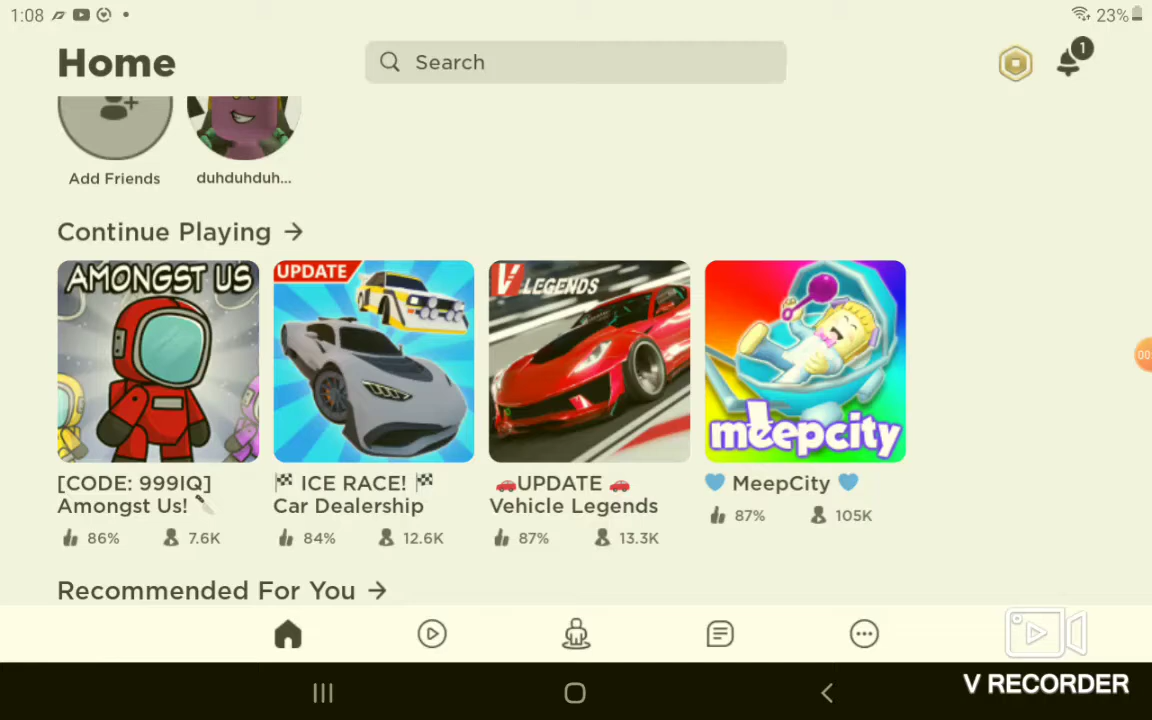 1:08
23%
Home
Search
1
Add Friends
duhduhduh...
Continue Playing →
AMONGST US
UPDATE
V LEGENDS
meepcity
[CODE: 999IQ]
Amongst Us! 🔪
86% 7.6K
🏁 ICE RACE! 🏁
Car Dealership
84% 12.6K
🚗UPDATE 🚗
Vehicle Legends
87% 13.3K
💙 MeepCity 💙
87% 105K
Recommended For You →
V RECORDER